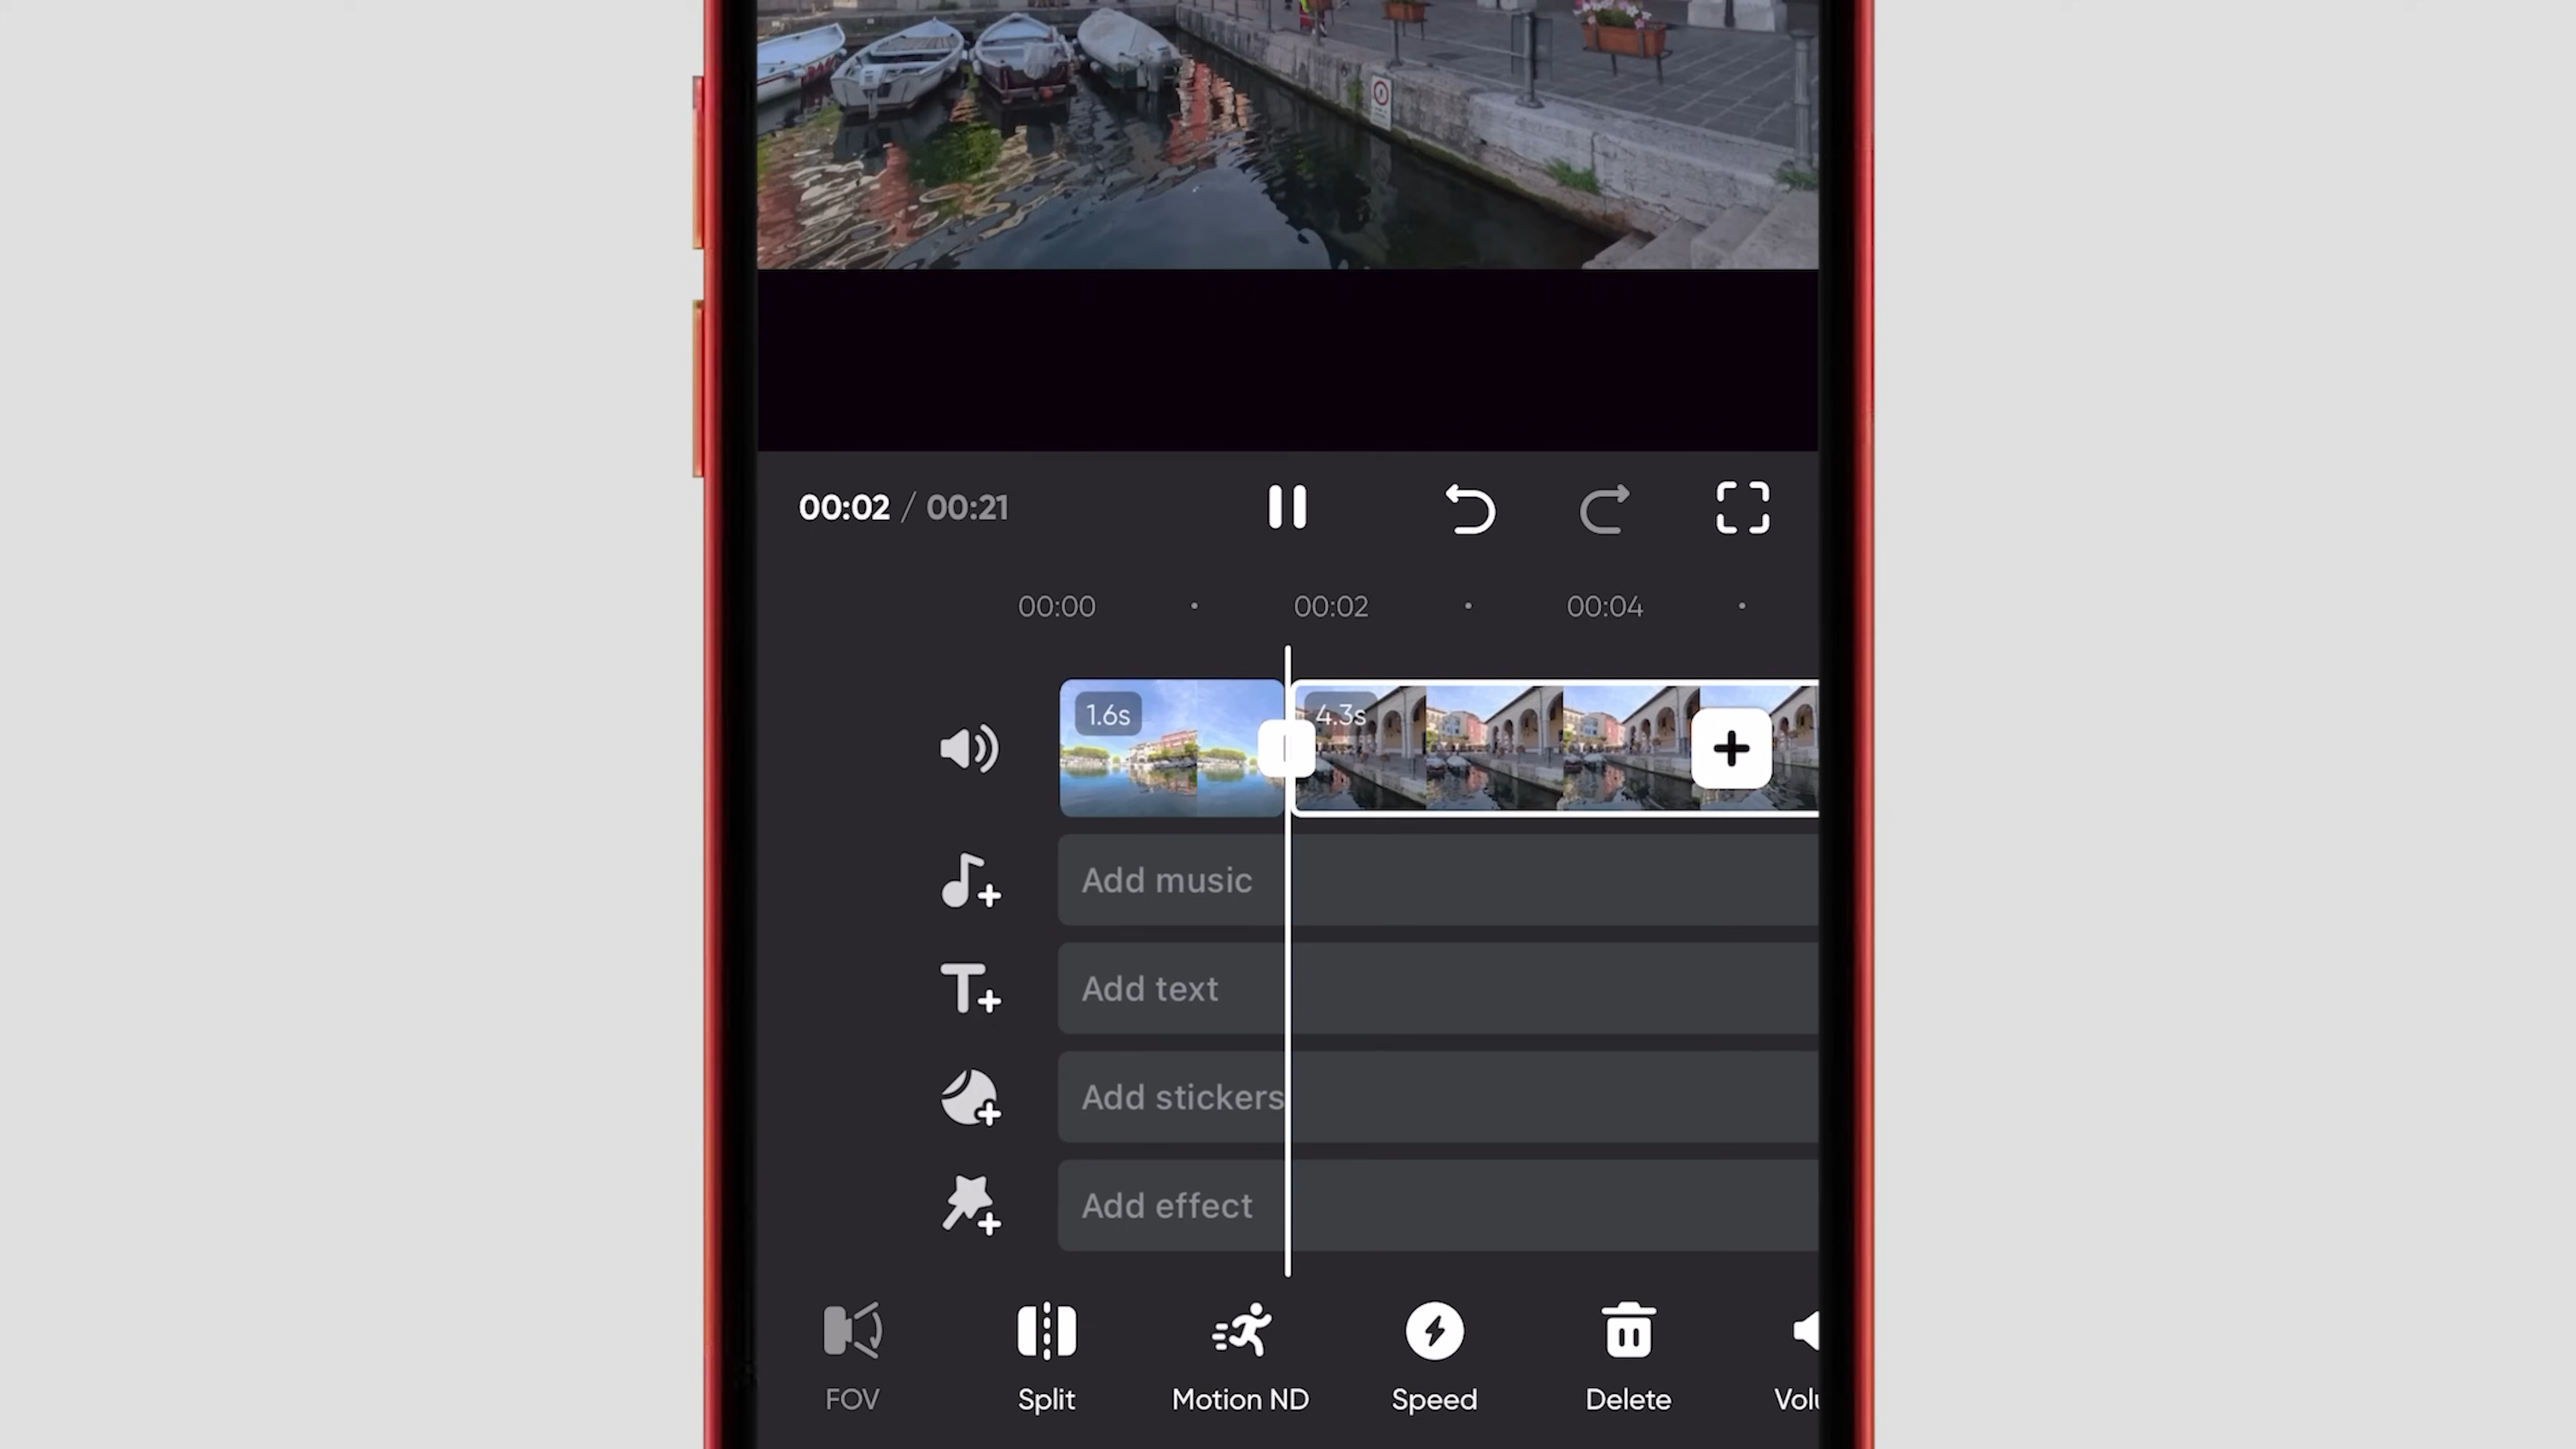 00:02 / 00:21
00:00 00:02 00:04
1.6s 4.3s
Add music
Add text
Add stickers
Add effect
FOV Split Motion ND Speed Delete Volu